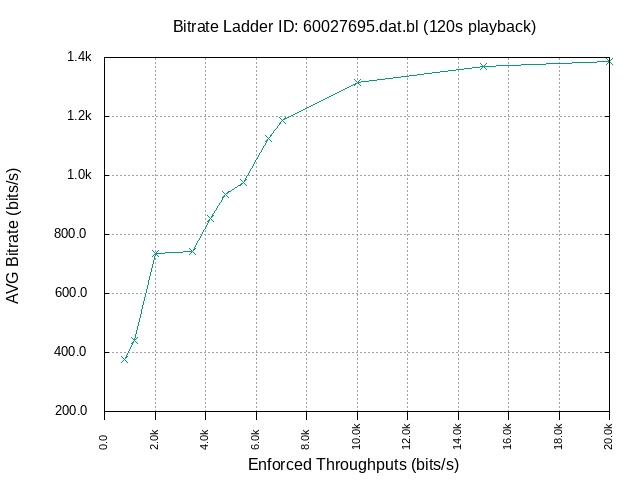 Bitrate Ladder ID: 60027695.dat.bl (120s playback)
1.4k
1.2k
1.0k
800.0
600.0
400.0
200.0
AVG Bitrate (bits/s)
0.0
2.0k
4.0k
6.0k
8.0k
10.0k
12.0k
14.0k
16.0k
18.0k
20.0k
Enforced Throughputs (bits/s)